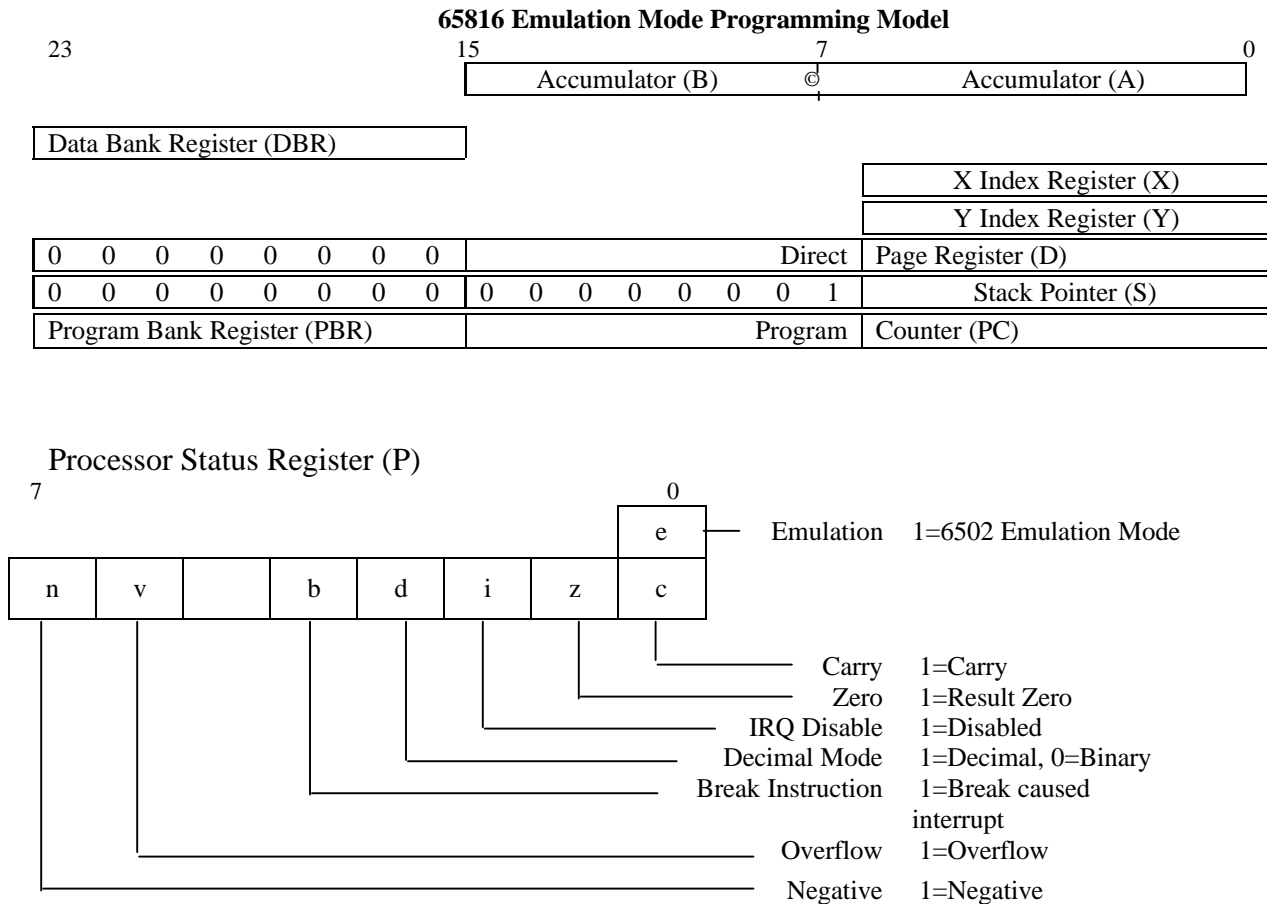 65816 Emulation Mode Programming Model
23 15 7 0
Accumulator (B) © Accumulator (A)
Data Bank Register (DBR)
X Index Register (X)
Y Index Register (Y)
0 0 0 0 0 0 0 0 Direct Page Register (D)
0 0 0 0 0 0 0 0 0 0 0 0 0 0 0 1 Stack Pointer (S)
Program Bank Register (PBR) Program Counter (PC)
Processor Status Register (P)
7 0
e Emulation 1=6502 Emulation Mode
n v b d i z c
Carry 1=Carry
Zero 1=Result Zero
IRQ Disable 1=Disabled
Decimal Mode 1=Decimal, 0=Binary
Break Instruction 1=Break caused
interrupt
Overflow 1=Overflow
Negative 1=Negative